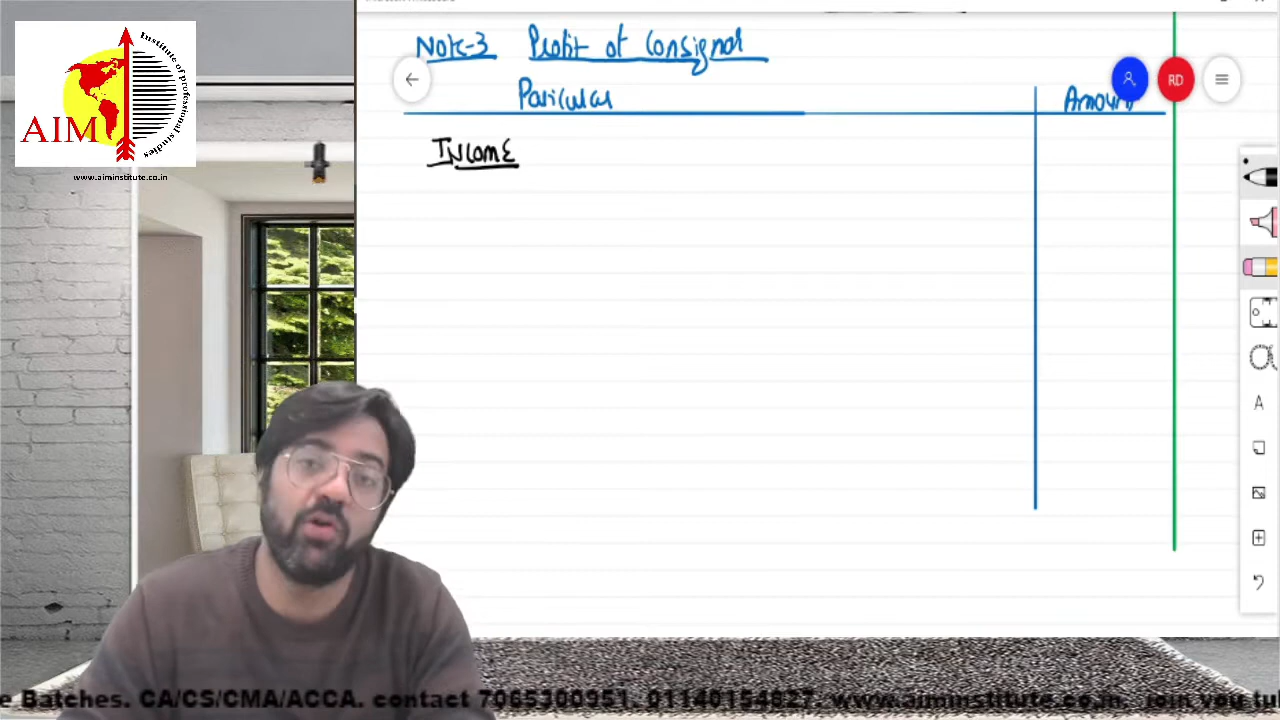 Note-3 Profit of Consignor
Particular
Amount
INCOME
RD
A
AIM
Institute of professional studies
www.aiminstitute.co.in
e Batches. CA/CS/CMA/ACCA. contact 7065300951. 01140154827. www.aiminstitute.co.in. join you tu